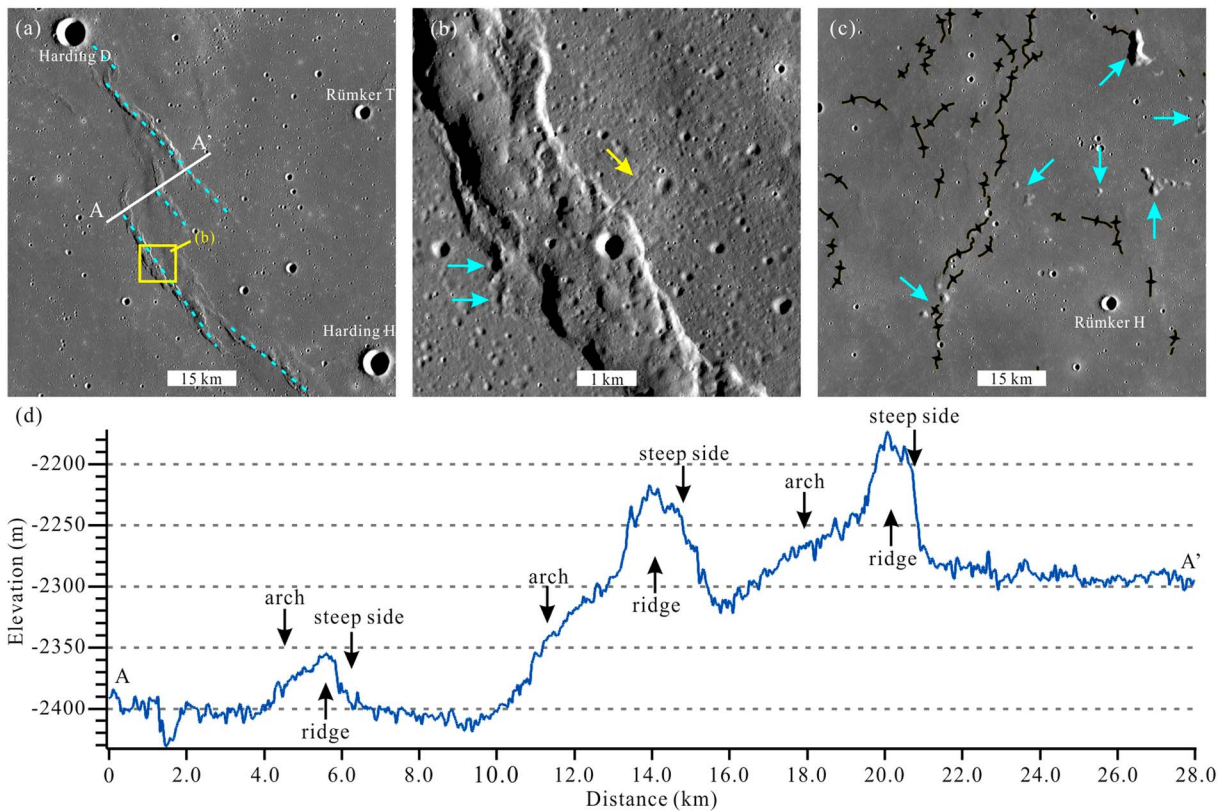 (a)
Harding D
Rümker T
A'
A
(b)
Harding H
15 km
(b)
1 km
(c)
Rümker H
15 km
(d)
steep side
steep side
-2200
arch
-2250
Elevation (m)
ridge
-2300
arch
A'
arch
steep side
ridge
-2350
A
-2400
ridge
0 2.0 4.0 6.0 8.0 10.0 12.0 14.0 16.0 18.0 20.0 22.0 24.0 26.0 28.0
Distance (km)